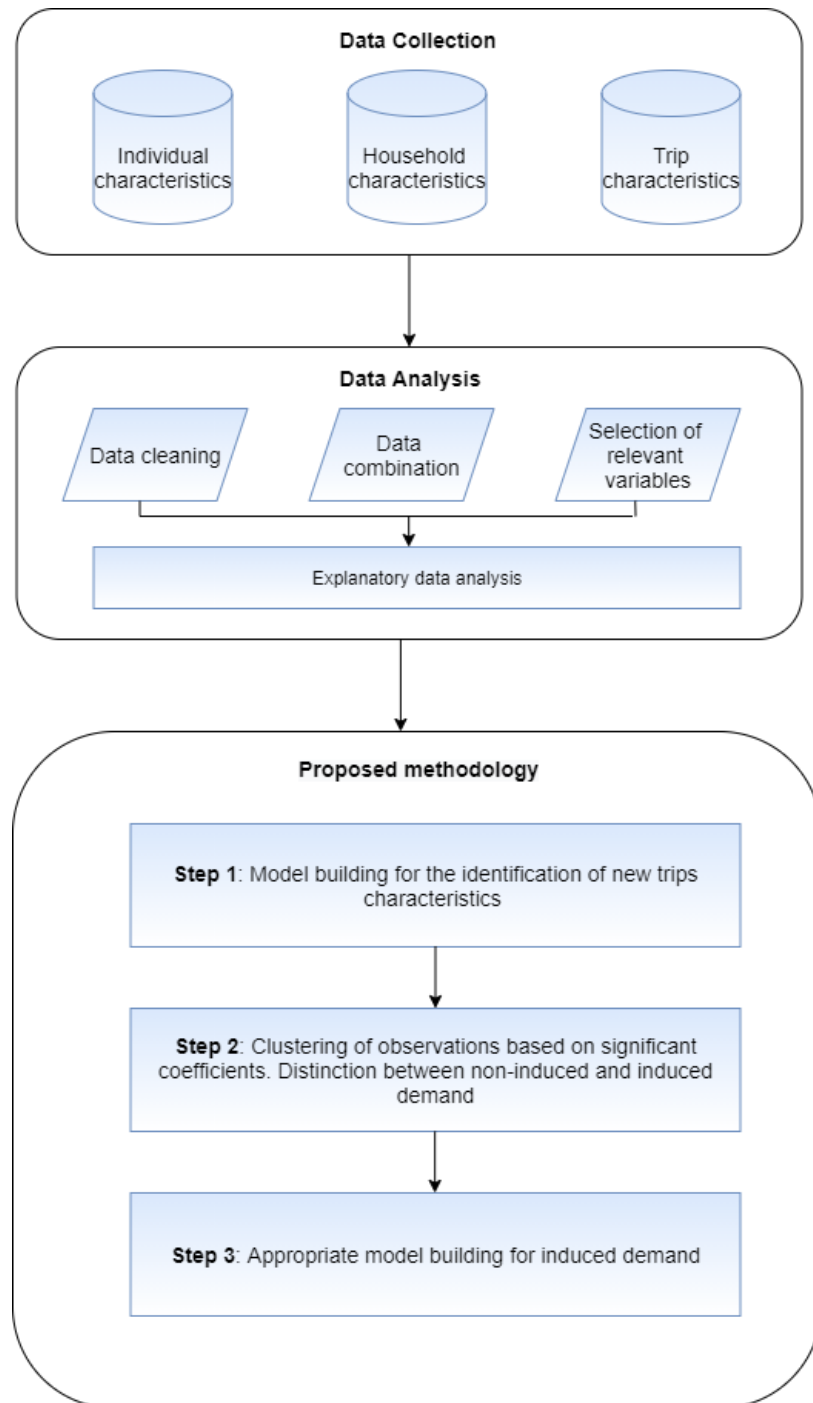 Data Collection
Individual
characteristics
Household
characteristics
Trip
characteristics
Data Analysis
Data cleaning
Data
combination
Selection of
relevant
variables
Explanatory data analysis
Proposed methodology
Step 1: Model building for the identification of new trips
characteristics
Step 2: Clustering of observations based on significant
coefficients. Distinction between non-induced and induced
demand
Step 3: Appropriate model building for induced demand